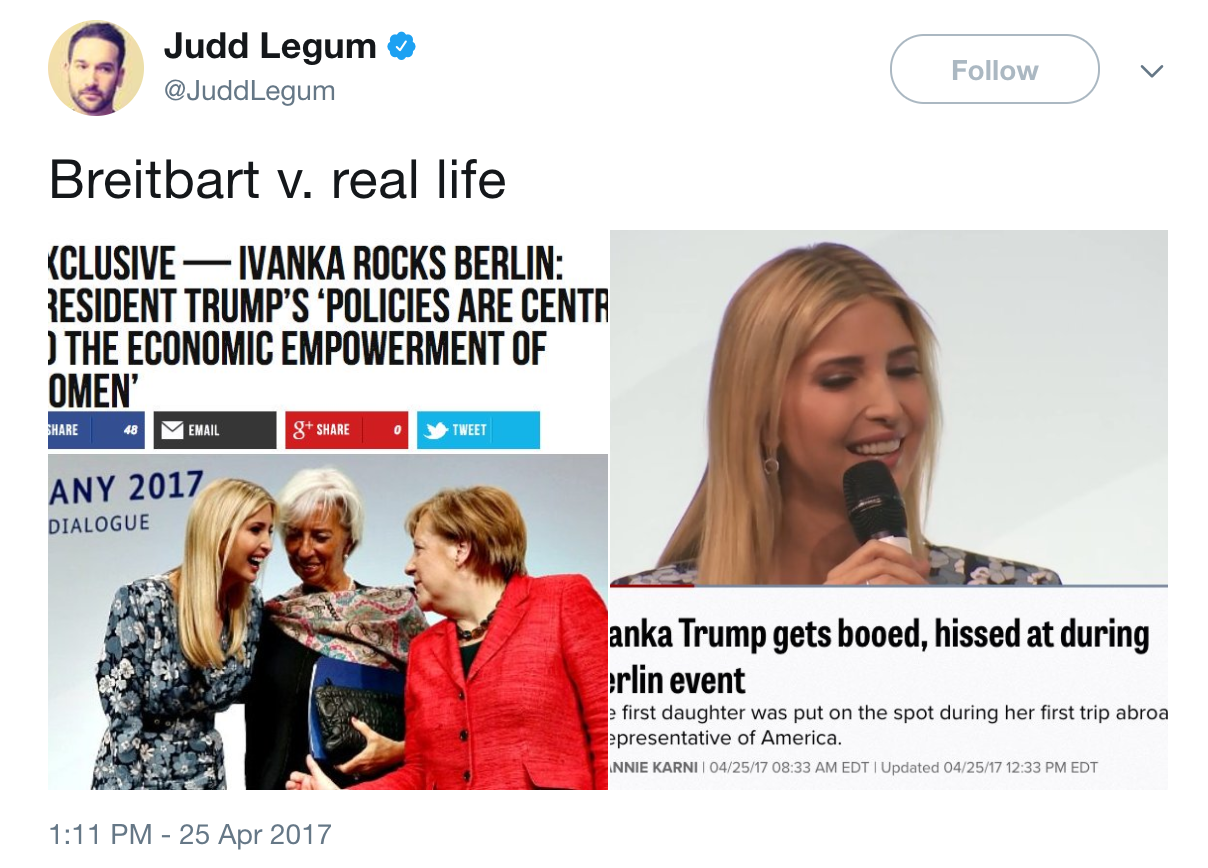 Judd Legum
@JuddLegum
Follow
Breitbart v. real life
XCLUSIVE — IVANKA ROCKS BERLIN:
RESIDENT TRUMP'S 'POLICIES ARE CENTR
O THE ECONOMIC EMPOWERMENT OF
OMEN'
SHARE 48
EMAIL
g+ SHARE 0
TWEET
ANY 2017
DIALOGUE
anka Trump gets booed, hissed at during
erlin event
e first daughter was put on the spot during her first trip abroa
epresentative of America.
ANNIE KARNI | 04/25/17 08:33 AM EDT | Updated 04/25/17 12:33 PM EDT
1:11 PM - 25 Apr 2017